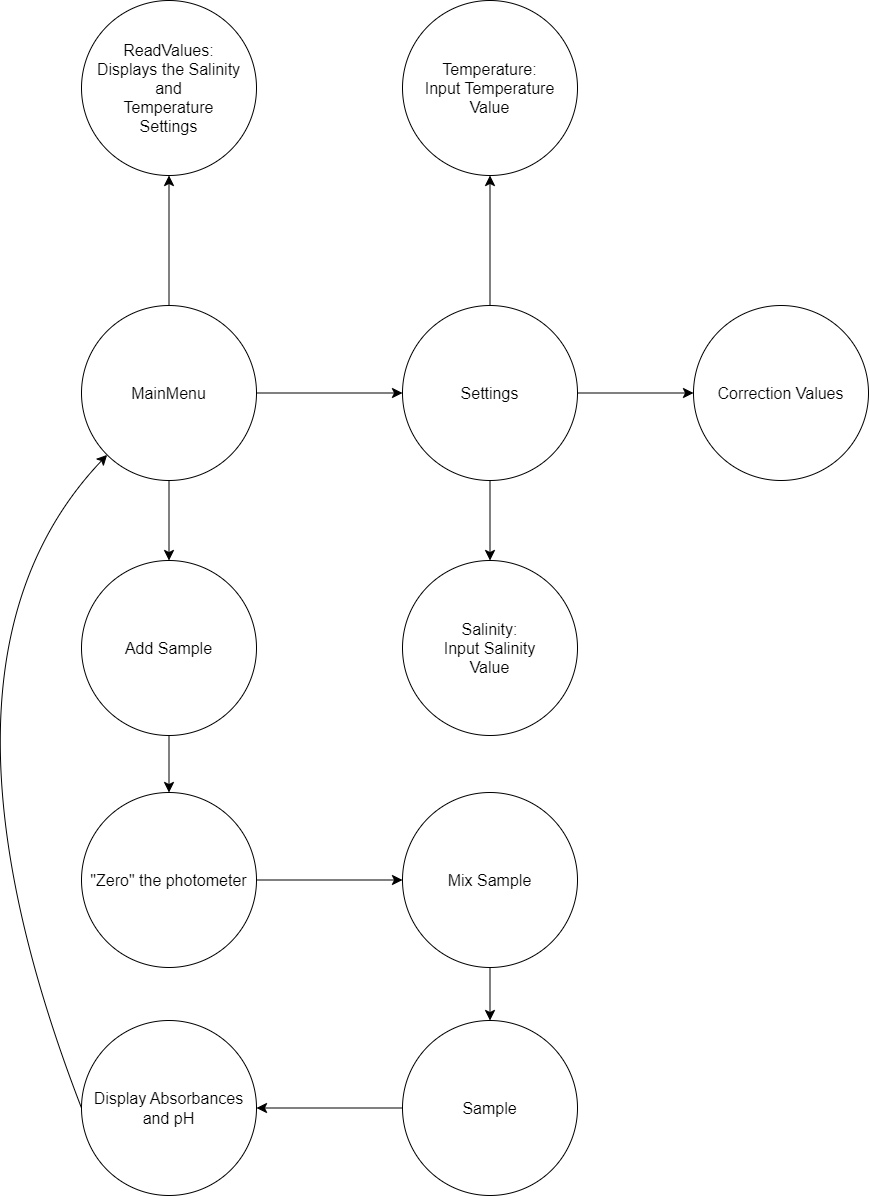 ReadValues:
Displays the Salinity
and
Temperature
Settings
Temperature:
Input Temperature
Value
MainMenu
Settings
Correction Values
Add Sample
Salinity:
Input Salinity
Value
"Zero" the photometer
Mix Sample
Display Absorbances
and pH
Sample